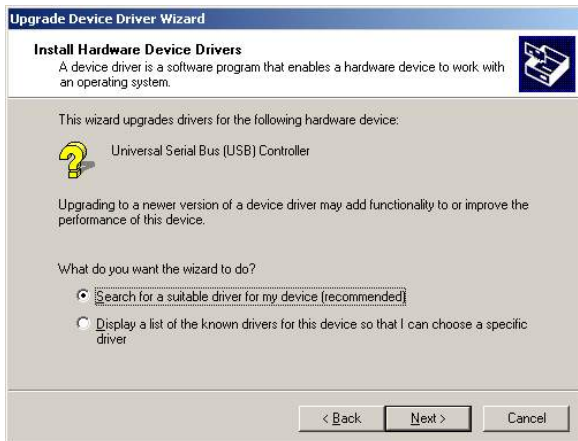 Upgrade Device Driver Wizard
Install Hardware Device Drivers
A device driver is a software program that enables a hardware device to work with
an operating system.
This wizard upgrades drivers for the following hardware device:
Universal Serial Bus (USB) Controller
Upgrading to a newer version of a device driver may add functionality to or improve the
performance of this device.
What do you want the wizard to do?
Search for a suitable driver for my device (recommended)
Display a list of the known drivers for this device so that I can choose a specific
driver
< Back Next > Cancel